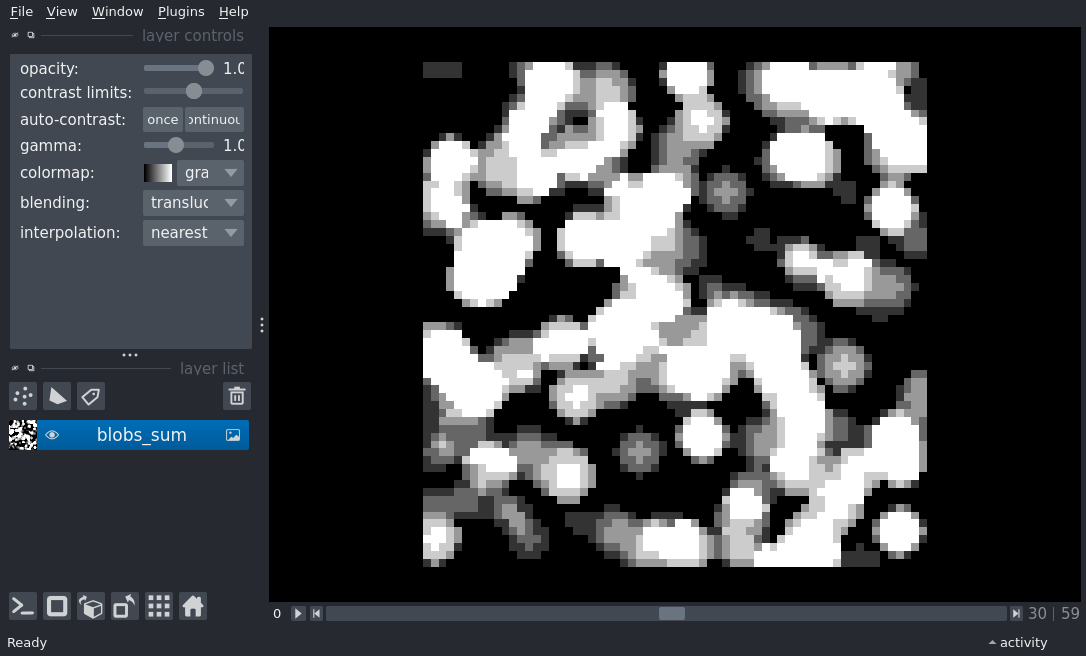 File View Window Plugins Help
layer controls
opacity: 1.0
contrast limits:
auto-contrast: once ontinuou
gamma: 1.0
colormap: gra
blending: transluc
interpolation: nearest
layer list
blobs_sum
0 30 | 59
Ready activity